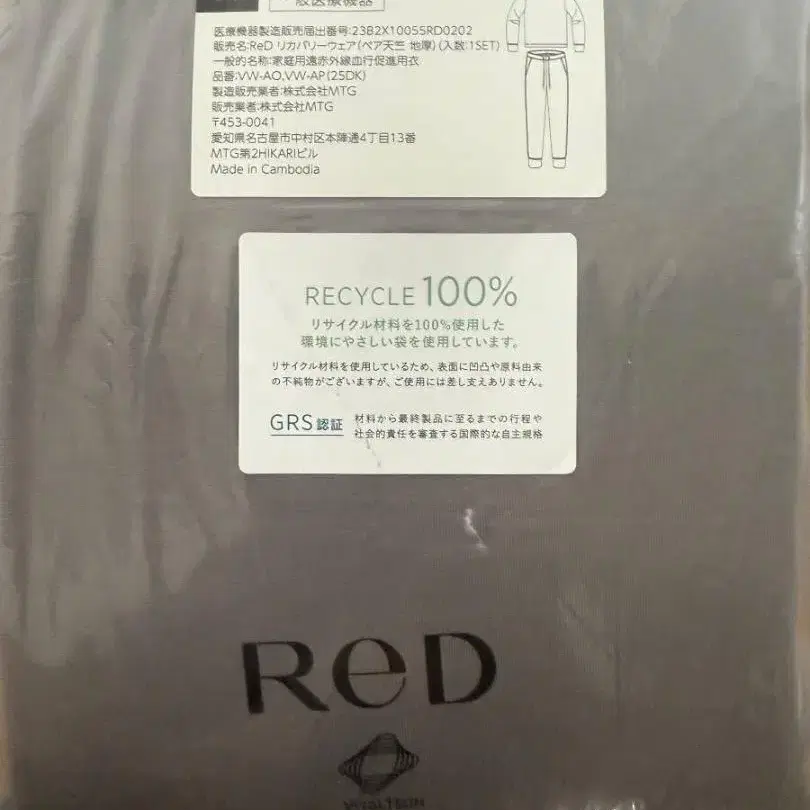 般医療機器
医療機器製造販売届出番号:23B2X10055RD0202
販売名:ReD リカバリーウェア(ベア天竺 地厚)(入数:1SET)
一般的名称:家庭用遠赤外線血行促進用衣
品番:VW-AO,VW-AP(25DK)
製造販売業者:株式会社MTG
販売業者:株式会社MTG
〒453-0041
愛知県名古屋市中村区本陣通4丁目13番
MTG第2HIKARIビル
Made in Cambodia
RECYCLE 100%
リサイクル材料を100%使用した
環境にやさしい袋を使用しています。
リサイクル材料を使用しているため、表面に凹凸や原料由来
の不純物がございますが、ご使用には差し支えありません。
GRS認証
材料から最終製品に至るまでの行程や
社会的責任を審査する国際的な自主規格
ReD